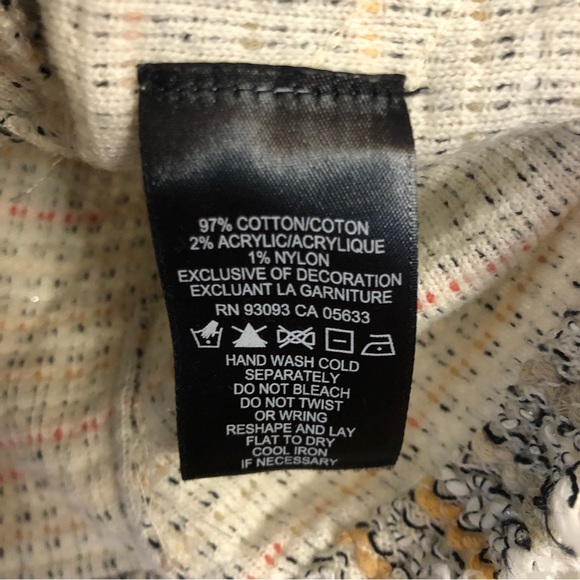 97% COTTON/COTON
2% ACRYLIC/ACRYLIQUE
1% NYLON
EXCLUSIVE OF DECORATION
EXCLUANT LA GARNITURE
RN 93093 CA 05633
HAND WASH COLD
SEPARATELY
DO NOT BLEACH
DO NOT TWIST
OR WRING
RESHAPE AND LAY
FLAT TO DRY
COOL IRON
IF NECESSARY